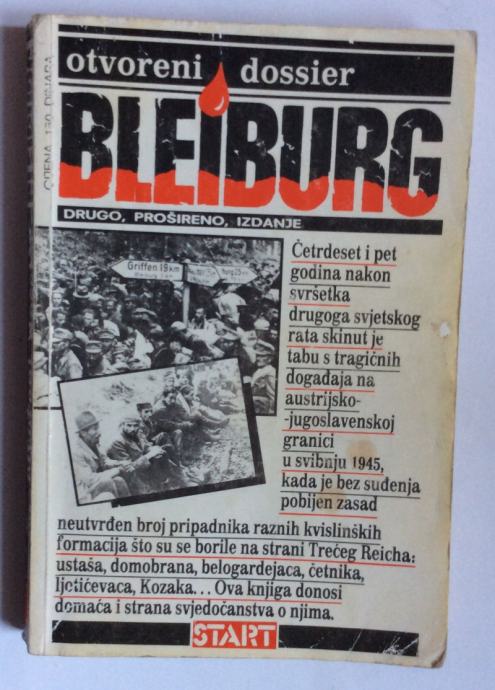 CIJENA 130 DINARA
otvoreni dossier
BLEIBURG
DRUGO, PROŠIRENO, IZDANJE
Griffen 19 KM
Četrdeset i pet
godina nakon
svršetka
drugoga svjetskog
rata skinut je
tabu s tragičnih
događaja na
austrijsko-
-jugoslavenskoj
granici
u svibnju 1945,
kada je bez suđenja
pobijen zasad
neutvrđen broj pripadnika raznih kvislinških
formacija što su se borile na strani Trećeg Reicha:
ustaša, domobrana, belogardejaca, četnika,
ljotićevaca, Kozaka... Ova knjiga donosi
domaća i strana svjedočanstva o njima.
START